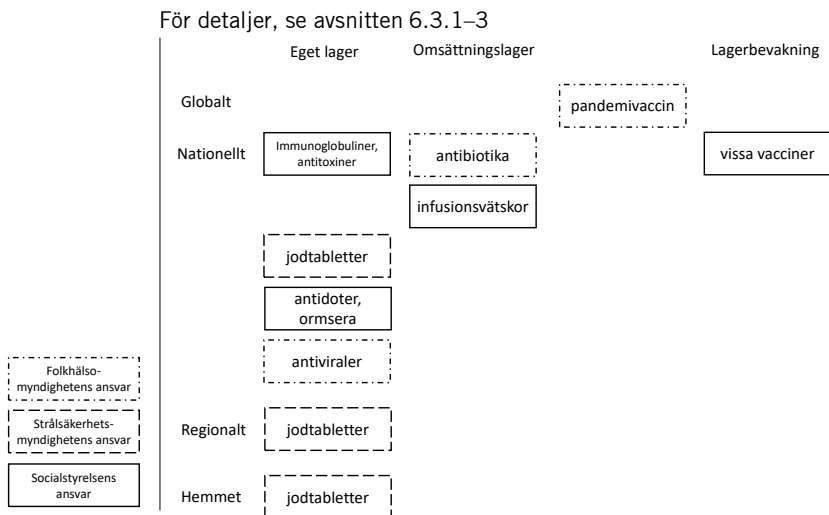 För detaljer, se avsnitten 6.3.1–3
Eget lager
Omsättningslager
Lagerbevakning
Globalt
pandemivaccin
Nationellt
Immunoglobuliner,
antitoxiner
antibiotika
vissa vacciner
infusionsvätskor
jodtabletter
antidoter,
ormsera
antiviraler
Folkhälso-
myndighetens ansvar
Strålsäkerhets-
myndighetens ansvar
Regionalt
jodtabletter
Socialstyrelsens
ansvar
Hemmet
jodtabletter